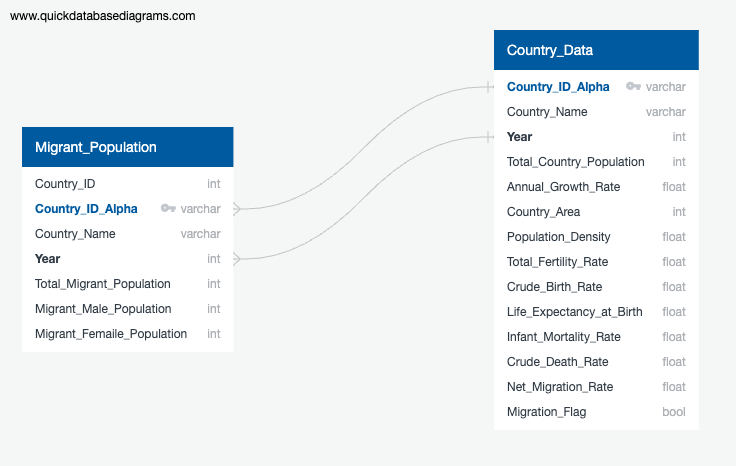 www.quickdatabasediagrams.com
Migrant_Population
Country_ID int
Country_ID_Alpha varchar
Country_Name varchar
Year int
Total_Migrant_Population int
Migrant_Male_Population int
Migrant_Femaile_Population int
Country_Data
Country_ID_Alpha varchar
Country_Name varchar
Year int
Total_Country_Population int
Annual_Growth_Rate float
Country_Area int
Population_Density float
Total_Fertility_Rate float
Crude_Birth_Rate float
Life_Expectancy_at_Birth float
Infant_Mortality_Rate float
Crude_Death_Rate float
Net_Migration_Rate float
Migration_Flag bool